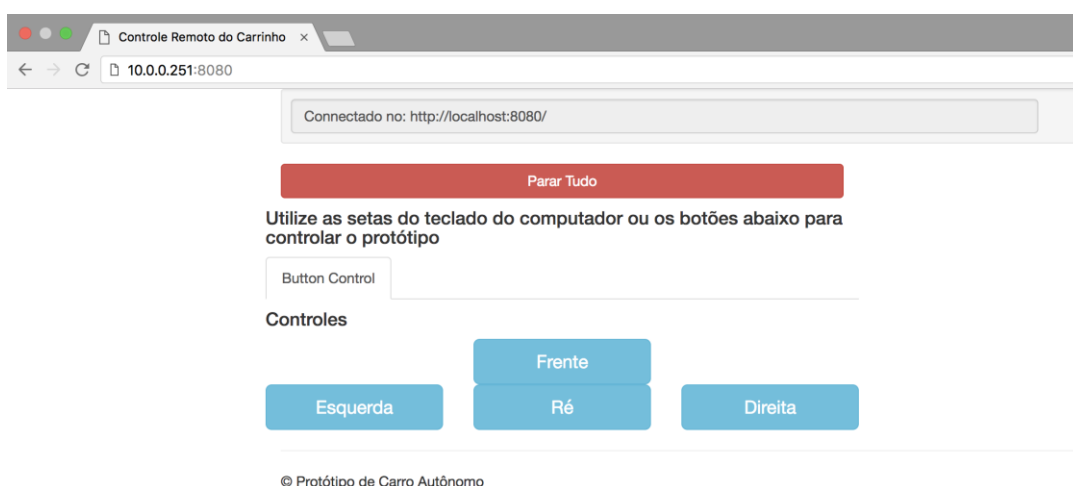 Controle Remoto do Carrinho
10.0.0.251:8080
Connectado no: http://localhost:8080/
Parar Tudo
Utilize as setas do teclado do computador ou os botões abaixo para
controlar o protótipo
Button Control
Controles
Frente
Esquerda Ré Direita
© Protótipo de Carro Autônomo